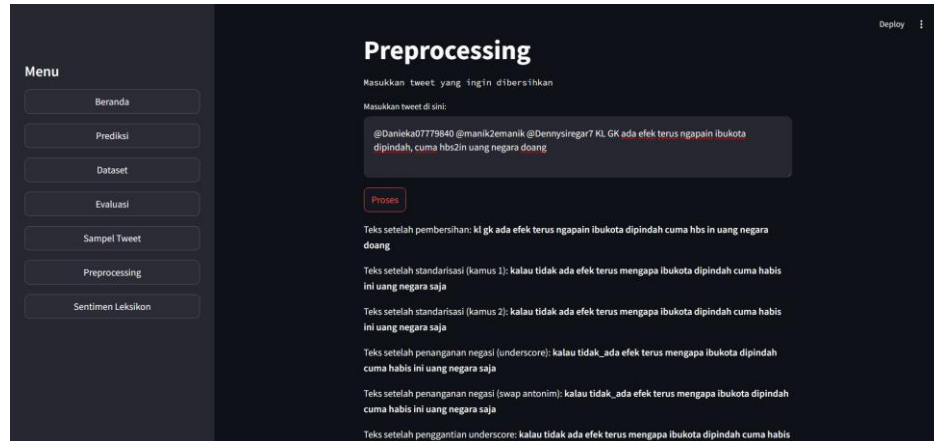 Deploy
Menu
Beranda
Prediksi
Dataset
Evaluasi
Sampel Tweet
Preprocessing
Sentimen Leksikon
Preprocessing
Masukkan tweet yang ingin dibersihkan
Masukkan tweet di sini:
@Danieka07779840 @manik2emanik @Dennysiregar7 KL GK ada efek terus ngapain ibukota
dipindah, cuma hbs2in uang negara doang
Proses
Teks setelah pembersihan: kl gk ada efek terus ngapain ibukota dipindah cuma hbs in uang negara
doang
Teks setelah standarisasi (kamus 1): kalau tidak ada efek terus mengapa ibukota dipindah cuma habis
ini uang negara saja
Teks setelah standarisasi (kamus 2): kalau tidak ada efek terus mengapa ibukota dipindah cuma habis
ini uang negara saja
Teks setelah penanganan negasi (underscore): kalau tidak_ada efek terus mengapa ibukota dipindah
cuma habis ini uang negara saja
Teks setelah penanganan negasi (swap antonim): kalau tidak_ada efek terus mengapa ibukota dipindah
cuma habis ini uang negara saja
Teks setelah penggantian underscore: kalau tidak ada efek terus mengapa ibukota dipindah cuma habis